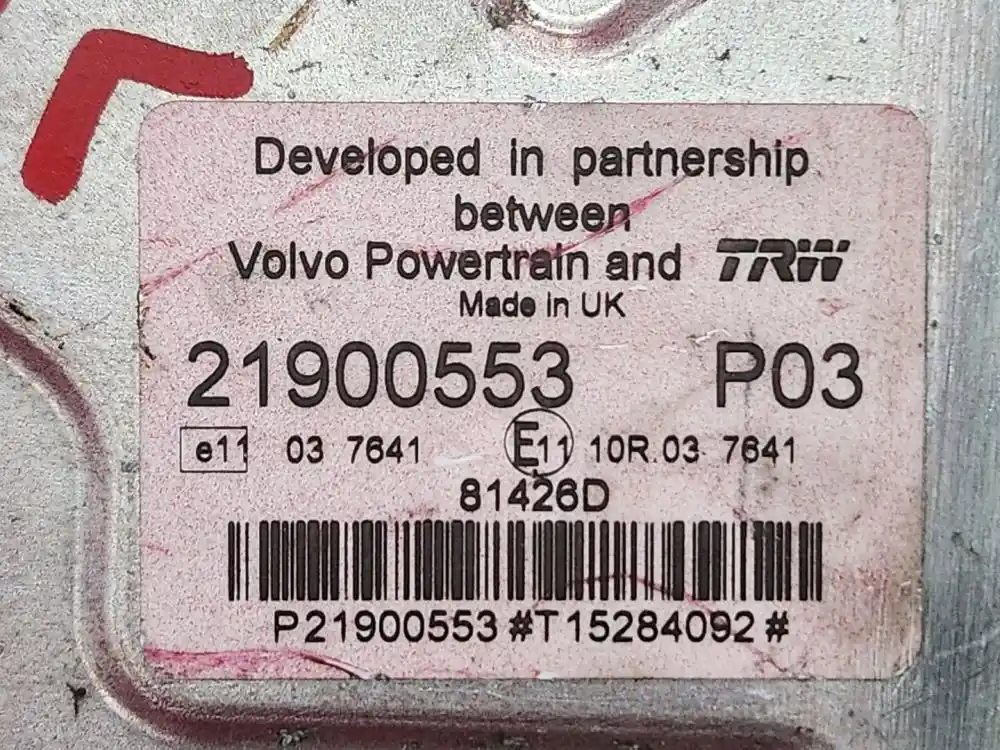 Developed in partnership
between
Volvo Powertrain and TRW
Made in UK
21900553 P03
e11 03 7641 E11 10R.03 7641
81426D
P21900553#T15284092#